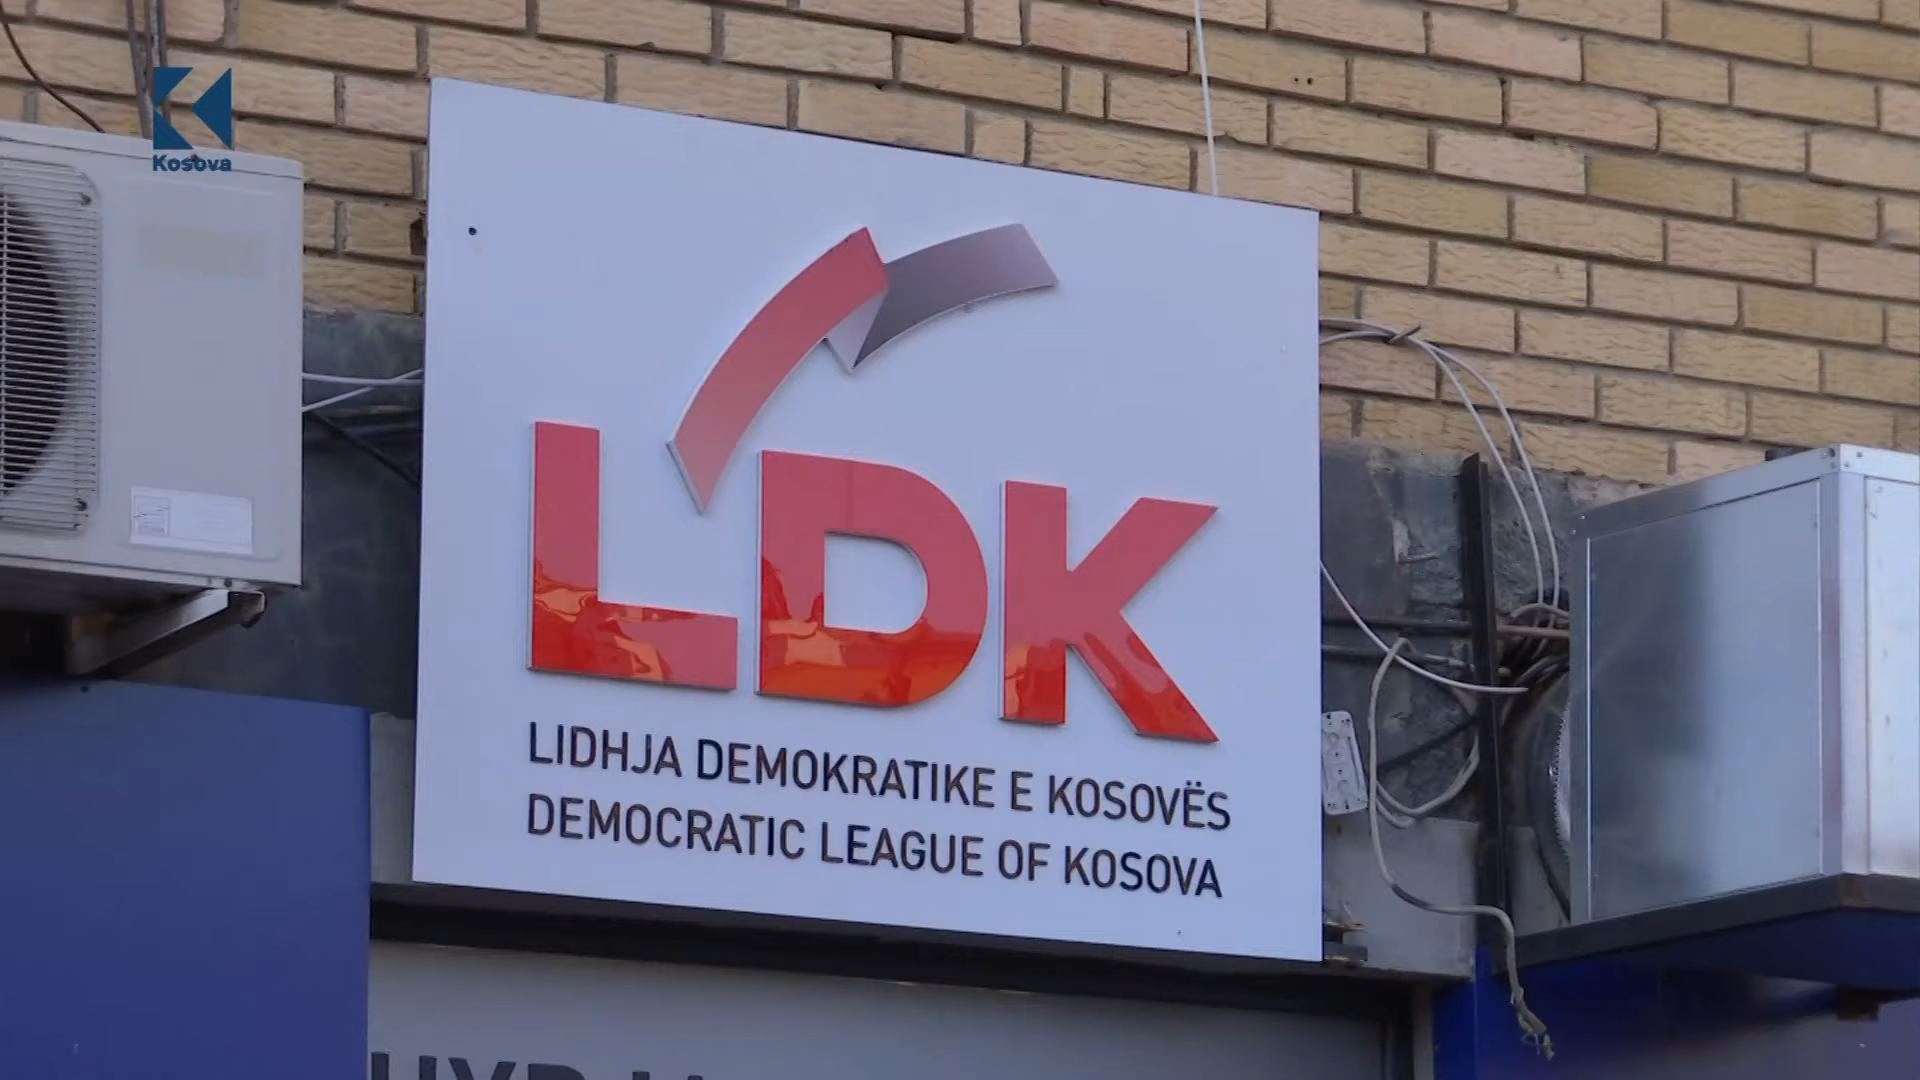 Kosova
LDK
LIDHJA DEMOKRATIKE E KOSOVËS
DEMOCRATIC LEAGUE OF KOSOVA